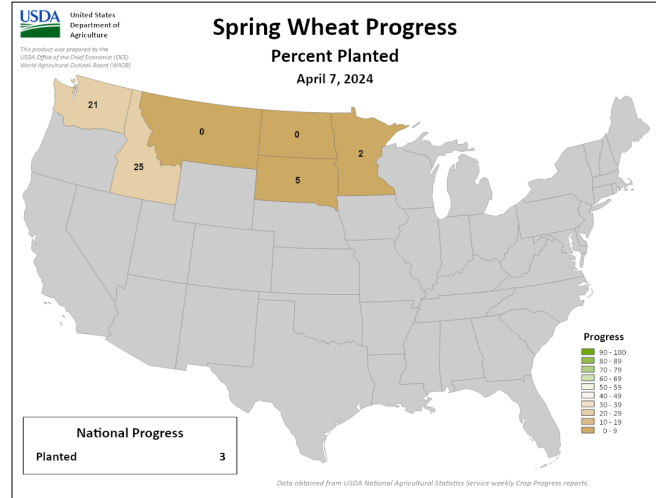 USDA
United States
Department of
Agriculture
This product was prepared by the
USDA Office of the Chief Economist (OCE)
World Agricultural Outlook Board (WAOB)
Spring Wheat Progress
Percent Planted
April 7, 2024
21
0
0
2
25
5
Progress
90 - 100
80 - 89
70 - 79
60 - 69
50 - 59
40 - 49
30 - 39
20 - 29
10 - 19
0 - 9
National Progress
Planted 3
Data obtained from USDA National Agricultural Statistics Service weekly Crop Progress reports.